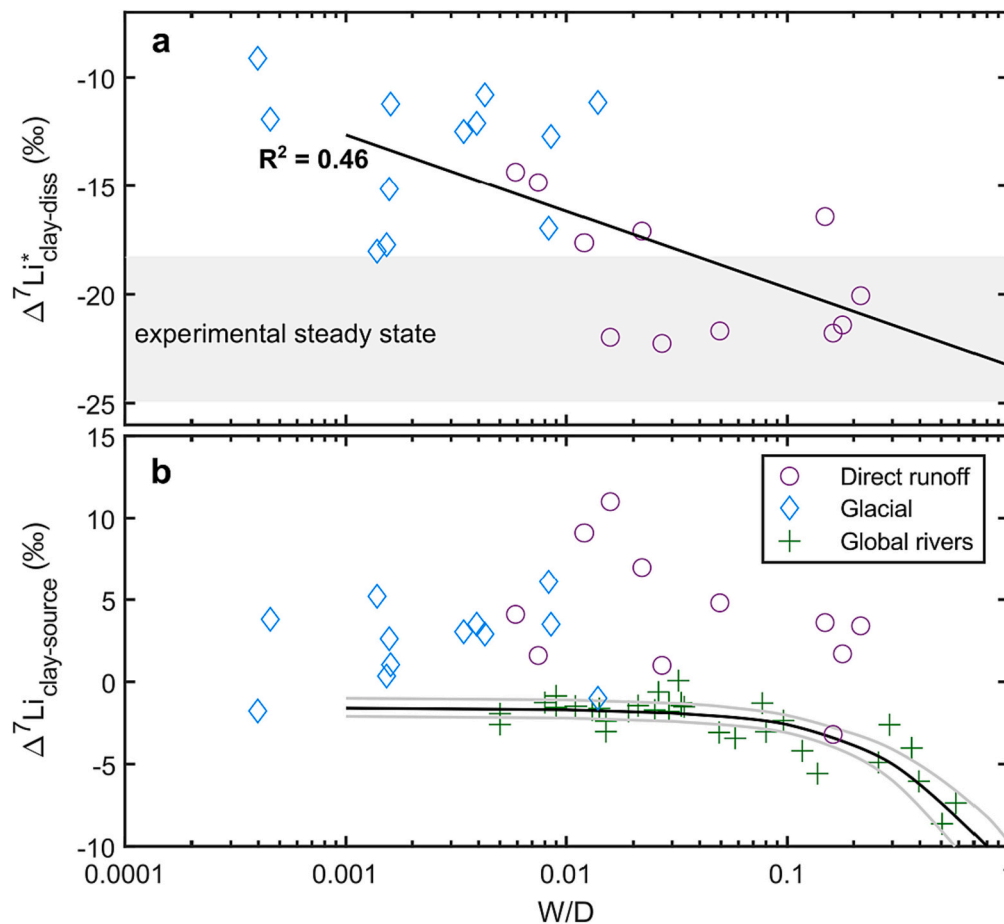 a
-10
-15
-20
-25
Δ⁷Li*clay-diss (‰)
R² = 0.46
experimental steady state
b
15
10
5
0
-5
-10
Δ⁷Liclay-source (‰)
Direct runoff
Glacial
Global rivers
0.0001
0.001
0.01
0.1
W/D